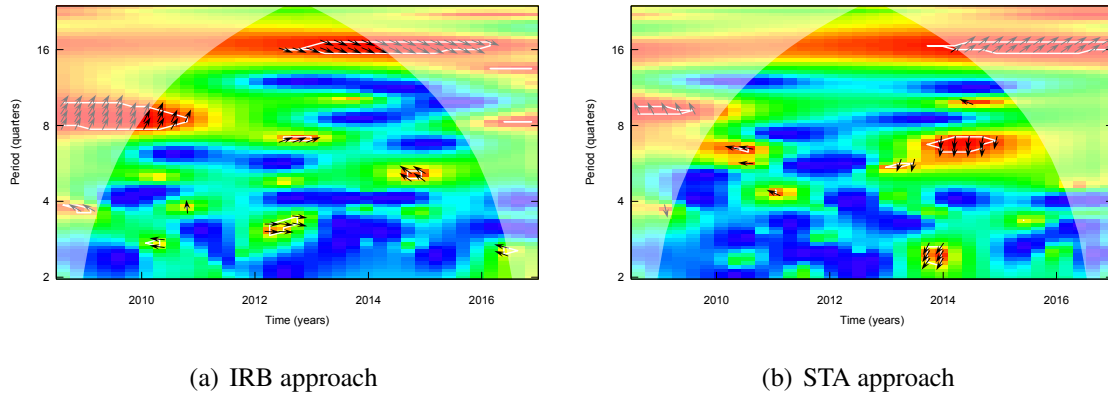 Period (quarters)
16
8
4
2
2010
2012
2014
2016
Time (years)
(a) IRB approach
Period (quarters)
16
8
4
2
2010
2012
2014
2016
Time (years)
(b) STA approach